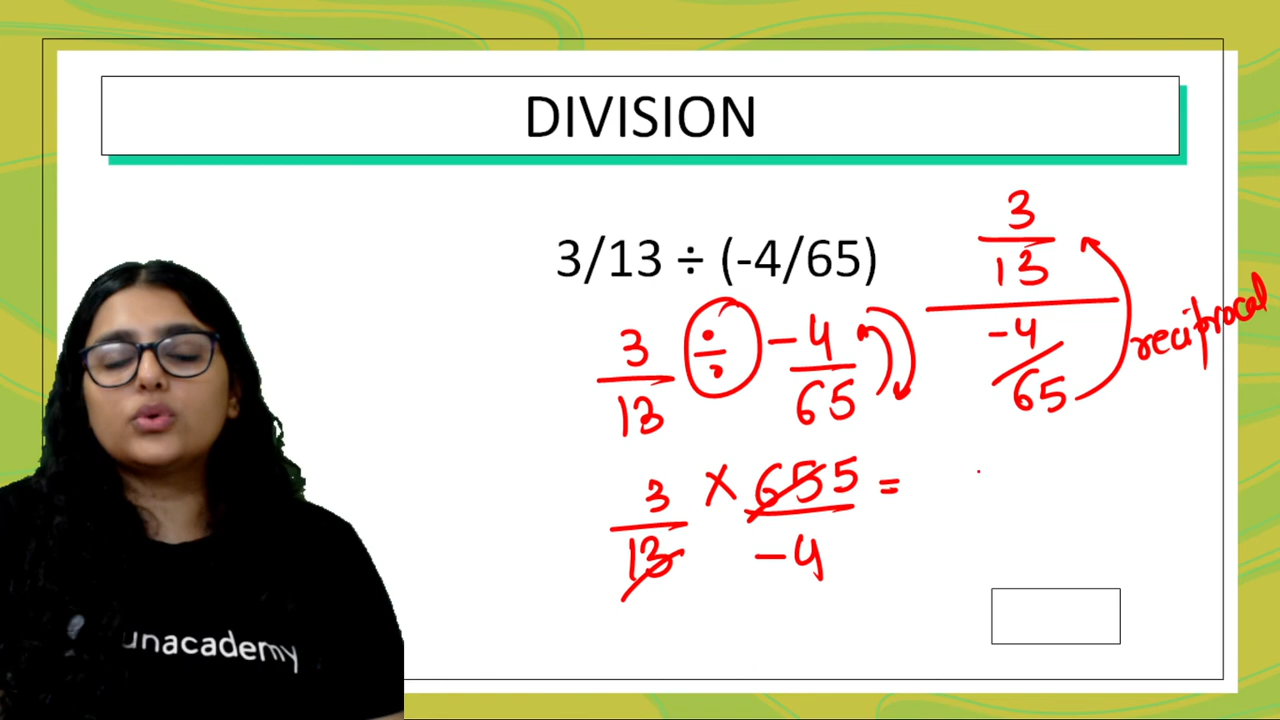 DIVISION
3/13 ÷ (-4/65)
3
13
-4
65
reciprocal
3/13 ÷ -4/65
3/13 × 65 5/-4 =
unacademy